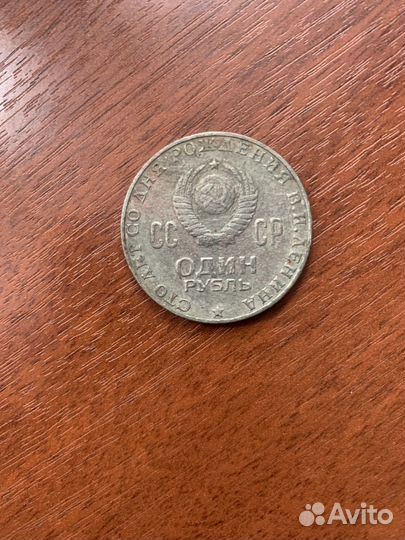 СТО ЛЕТ СО ДНЯ РОЖДЕНИЯ В.И.ЛЕНИНА
СС СР
ОДИН
РУБЛЬ
Avito